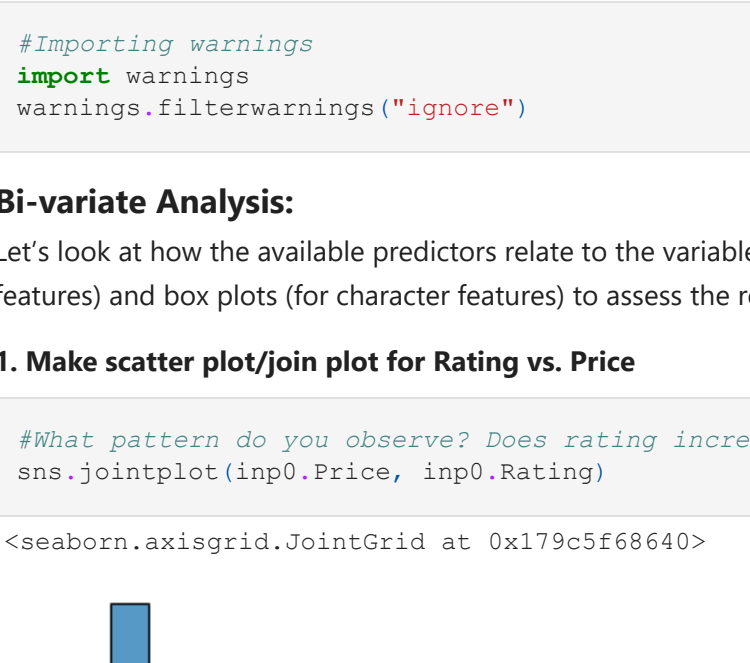 #Importing warnings
import warnings
warnings.filterwarnings("ignore")
Bi-variate Analysis:
Let’s look at how the available predictors relate to the variable
features) and box plots (for character features) to assess the
1. Make scatter plot/join plot for Rating vs. Price
#What pattern do you observe? Does rating
sns.jointplot(inp0.Price, inp0.Rating)
<seaborn.axisgrid.JointGrid at 0x179c5f68640>